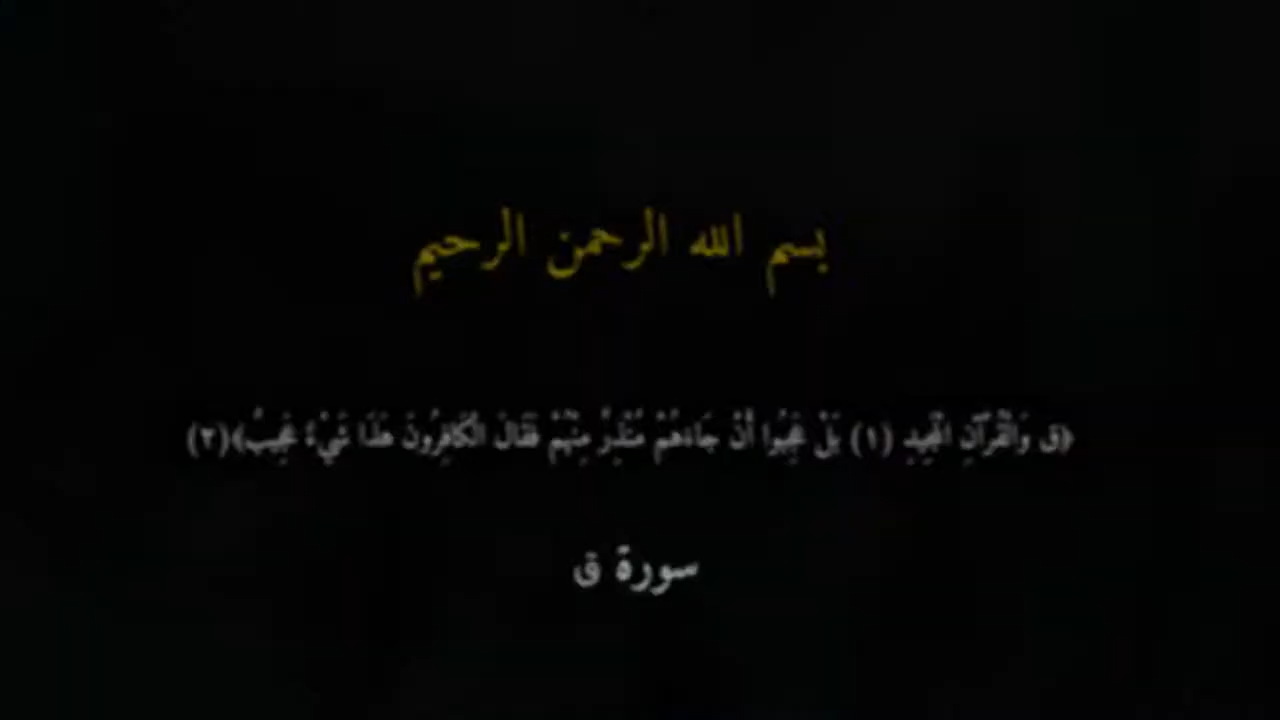 بسم الله الرحمن الرحيم
﴿ق وَالْقُرْآنِ الْمَجِيدِ (١) بَلْ عَجِبُوا أَنْ جَاءَهُمْ مُنْذِرٌ مِنْهُمْ فَقَالَ الْكَافِرُونَ هَذَا شَيْءٌ عَجِيبٌ﴾(٢)
سورة ق